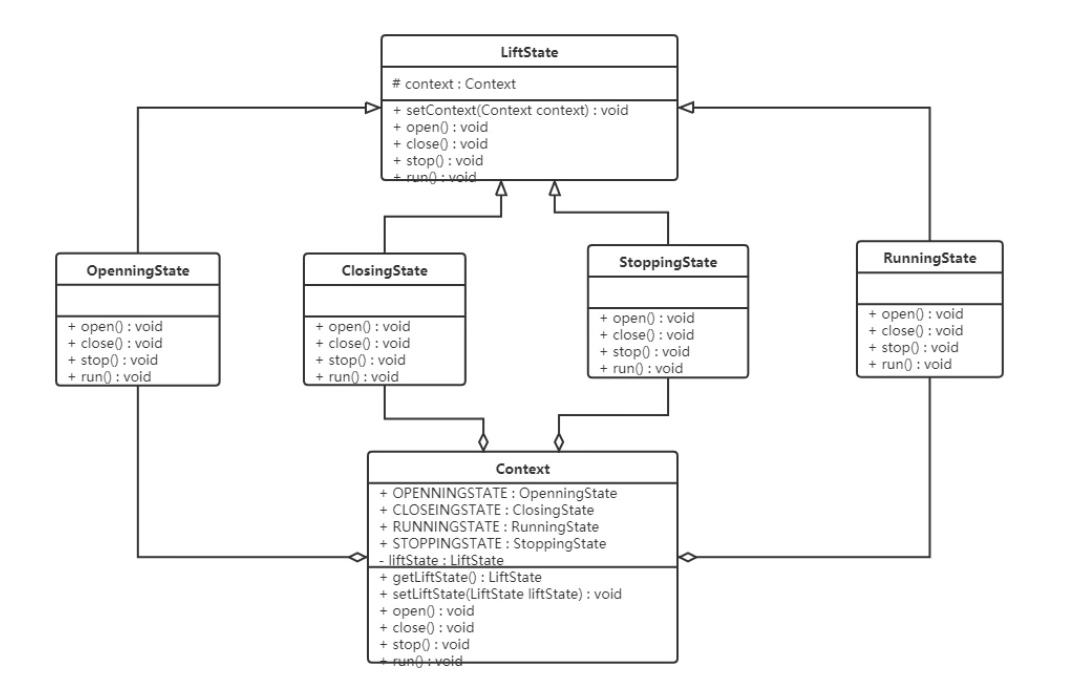 LiftState
# context : Context
+ setContext(Context context) : void
+ open() : void
+ close() : void
+ stop() : void
+ run() : void
OpenningState
+ open() : void
+ close() : void
+ stop() : void
+ run() : void
ClosingState
+ open() : void
+ close() : void
+ stop() : void
+ run() : void
StoppingState
+ open() : void
+ close() : void
+ stop() : void
+ run() : void
RunningState
+ open() : void
+ close() : void
+ stop() : void
+ run() : void
Context
+ OPENNINGSTATE : OpenningState
+ CLOSEINGSTATE : ClosingState
+ RUNNINGSTATE : RunningState
+ STOPPINGSTATE : StoppingState
- liftState : LiftState
+ getLiftState() : LiftState
+ setLiftState(LiftState liftState) : void
+ open() : void
+ close() : void
+ stop() : void
+ run() : void